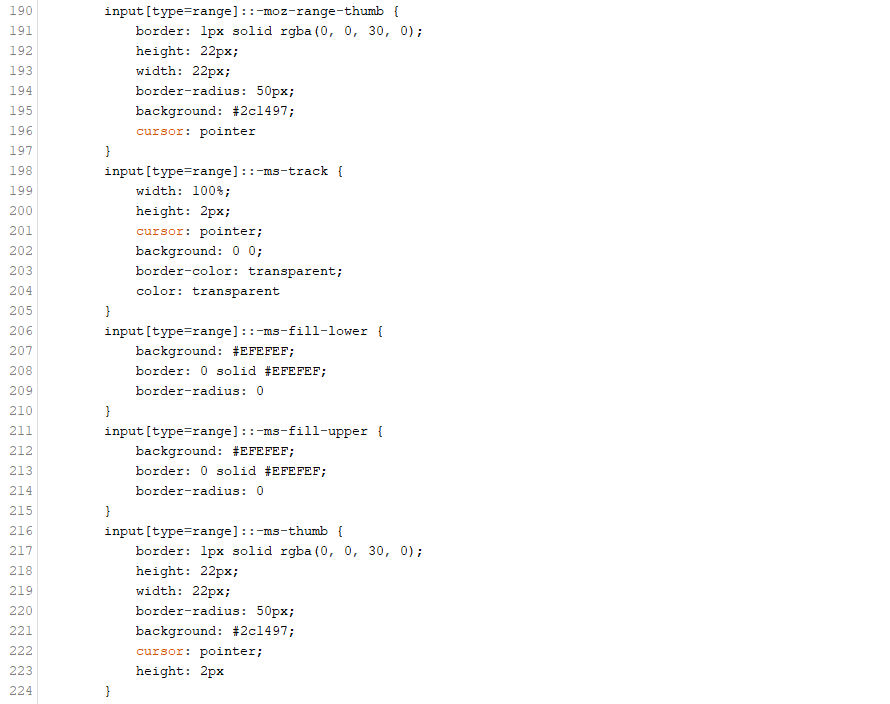 190 input[type=range]::-moz-range-thumb {
191 border: 1px solid rgba(0, 0, 30, 0);
192 height: 22px;
193 width: 22px;
194 border-radius: 50px;
195 background: #2c1497;
196 cursor: pointer
197 }
198 input[type=range]::-ms-track {
199 width: 100%;
200 height: 2px;
201 cursor: pointer;
202 background: 0 0;
203 border-color: transparent;
204 color: transparent
205 }
206 input[type=range]::-ms-fill-lower {
207 background: #EFEFEF;
208 border: 0 solid #EFEFEF;
209 border-radius: 0
210 }
211 input[type=range]::-ms-fill-upper {
212 background: #EFEFEF;
213 border: 0 solid #EFEFEF;
214 border-radius: 0
215 }
216 input[type=range]::-ms-thumb {
217 border: 1px solid rgba(0, 0, 30, 0);
218 height: 22px;
219 width: 22px;
220 border-radius: 50px;
221 background: #2c1497;
222 cursor: pointer;
223 height: 2px
224 }